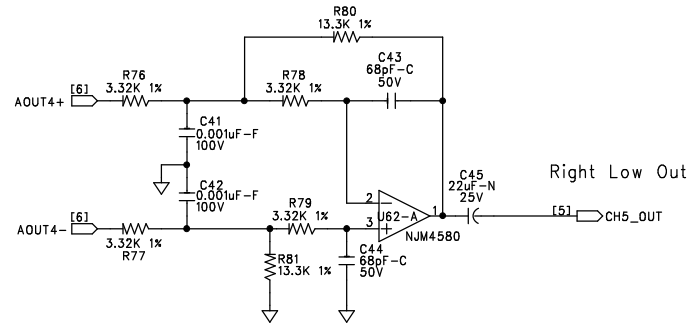 R80
13.3K 1%
C43
68pF-C
50V
[6]
R76
3.32K 1%
R78
3.32K 1%
AOUT4+
C41
0.001uF-F
100V
C42
0.001uF-F
100V
C45
22uF-N
25V
Right Low Out
R79
3.32K 1%
2
U62-A
1
3
NJM4580
[5]
CH5_OUT
[6]
AOUT4-
3.32K 1%
R77
R81
13.3K 1%
C44
68pF-C
50V